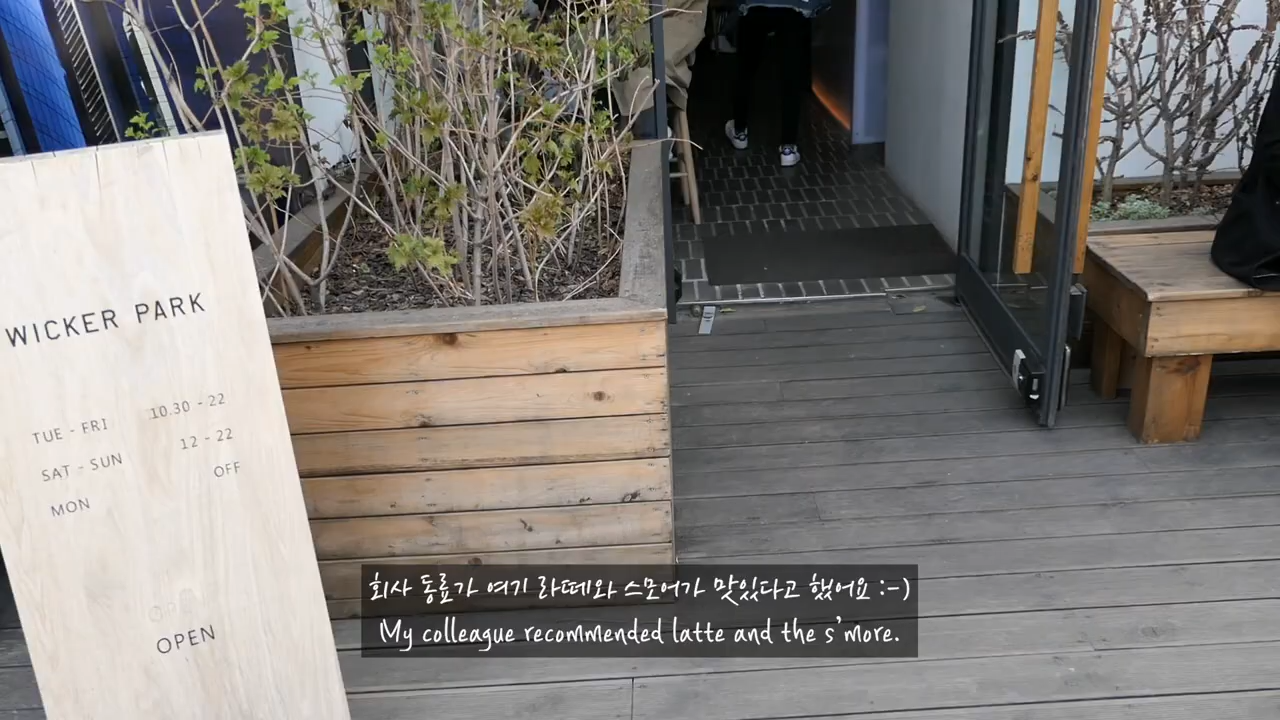 WICKER PARK
TUE - FRI 10.30 - 22
SAT - SUN 12 - 22
MON OFF
OPEN
회사 동료가 여기 라떼와 스모어가 맛있다고 했어요 :-)
My colleague recommended latte and the s'more.